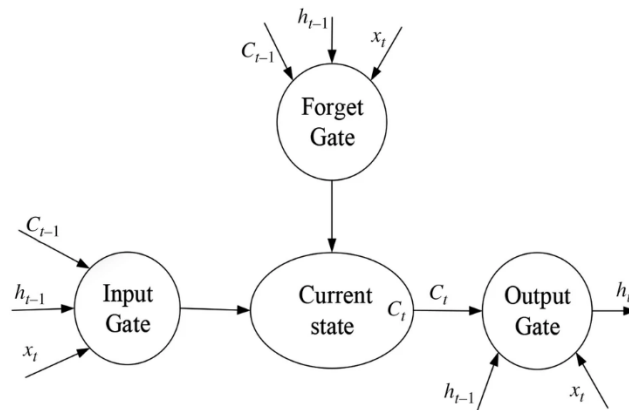 h_{t-1}
C_{t-1}
x_t
Forget
Gate
C_{t-1}
h_{t-1}
x_t
Input
Gate
Current
state
C_t
C_t
Output
Gate
h_t
h_{t-1}
x_t